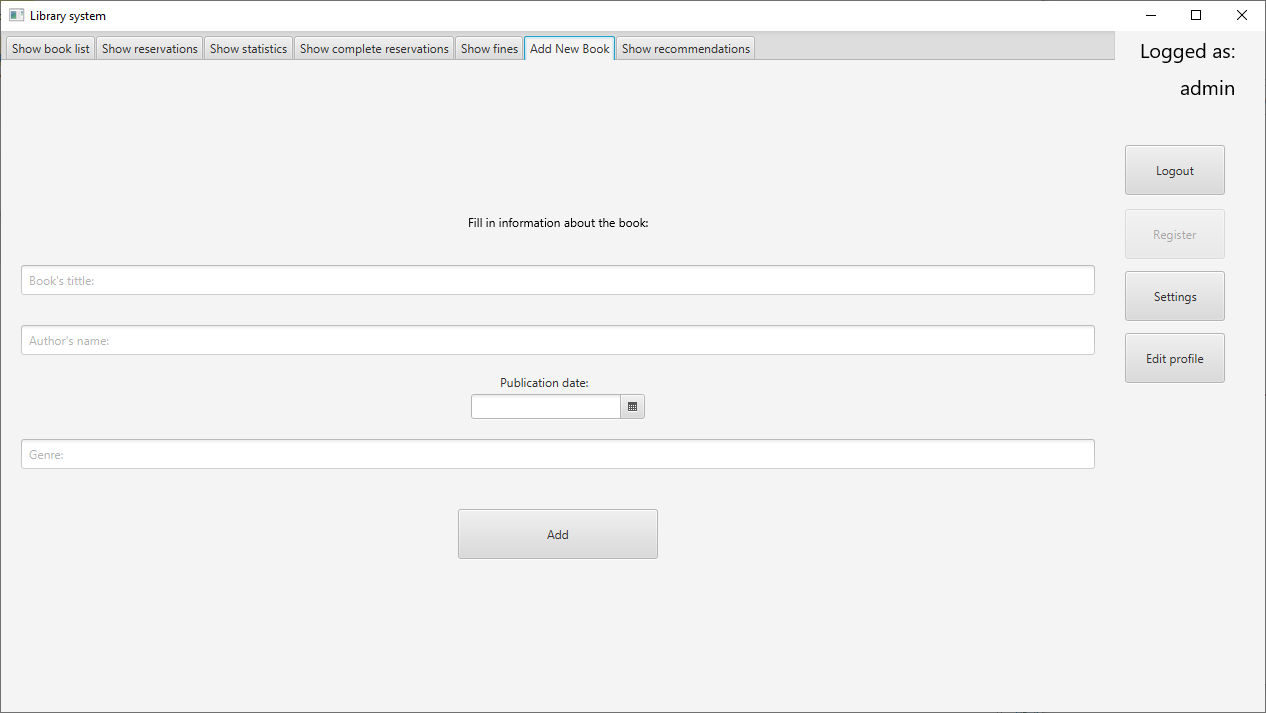 Library system
Show book list
Show reservations
Show statistics
Show complete reservations
Show fines
Add New Book
Show recommendations
Logged as:
admin
Logout
Register
Settings
Edit profile
Fill in information about the book:
Book's tittle:
Author's name:
Publication date:
Genre:
Add